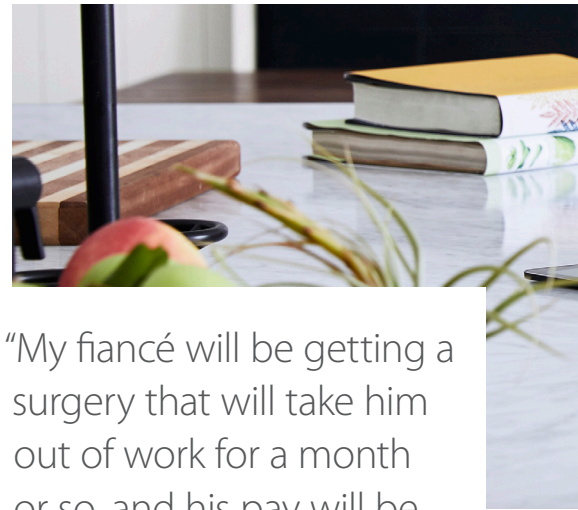 “My fiancé will be getting a
surgery that will take him
out of work for a month
or so, and his pay will be